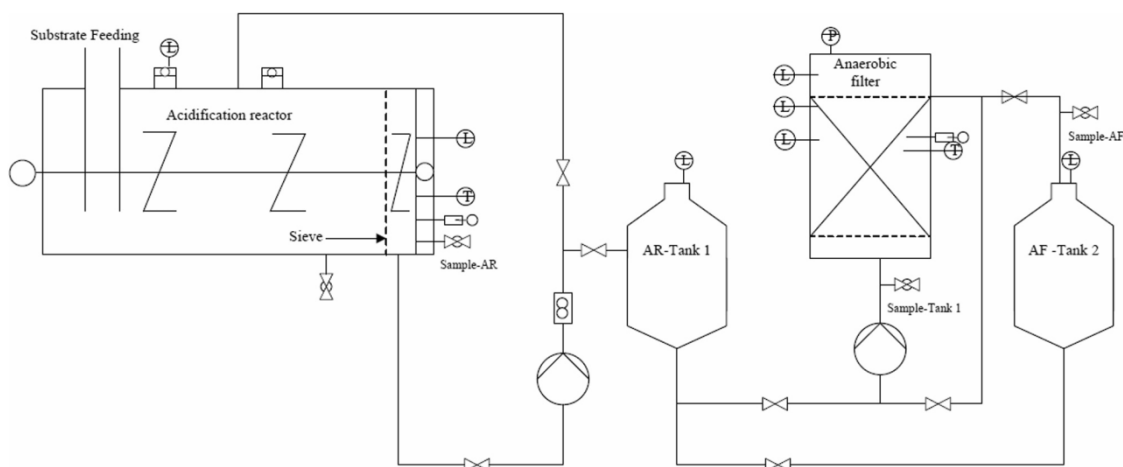 Substrate Feeding
L
P
Anaerobic
filter
L
L
L
Acidification reactor
L
T
Sieve
Sample-AR
L
AR-Tank 1
T
Sample-AF
L
AF -Tank 2
Sample-Tank 1